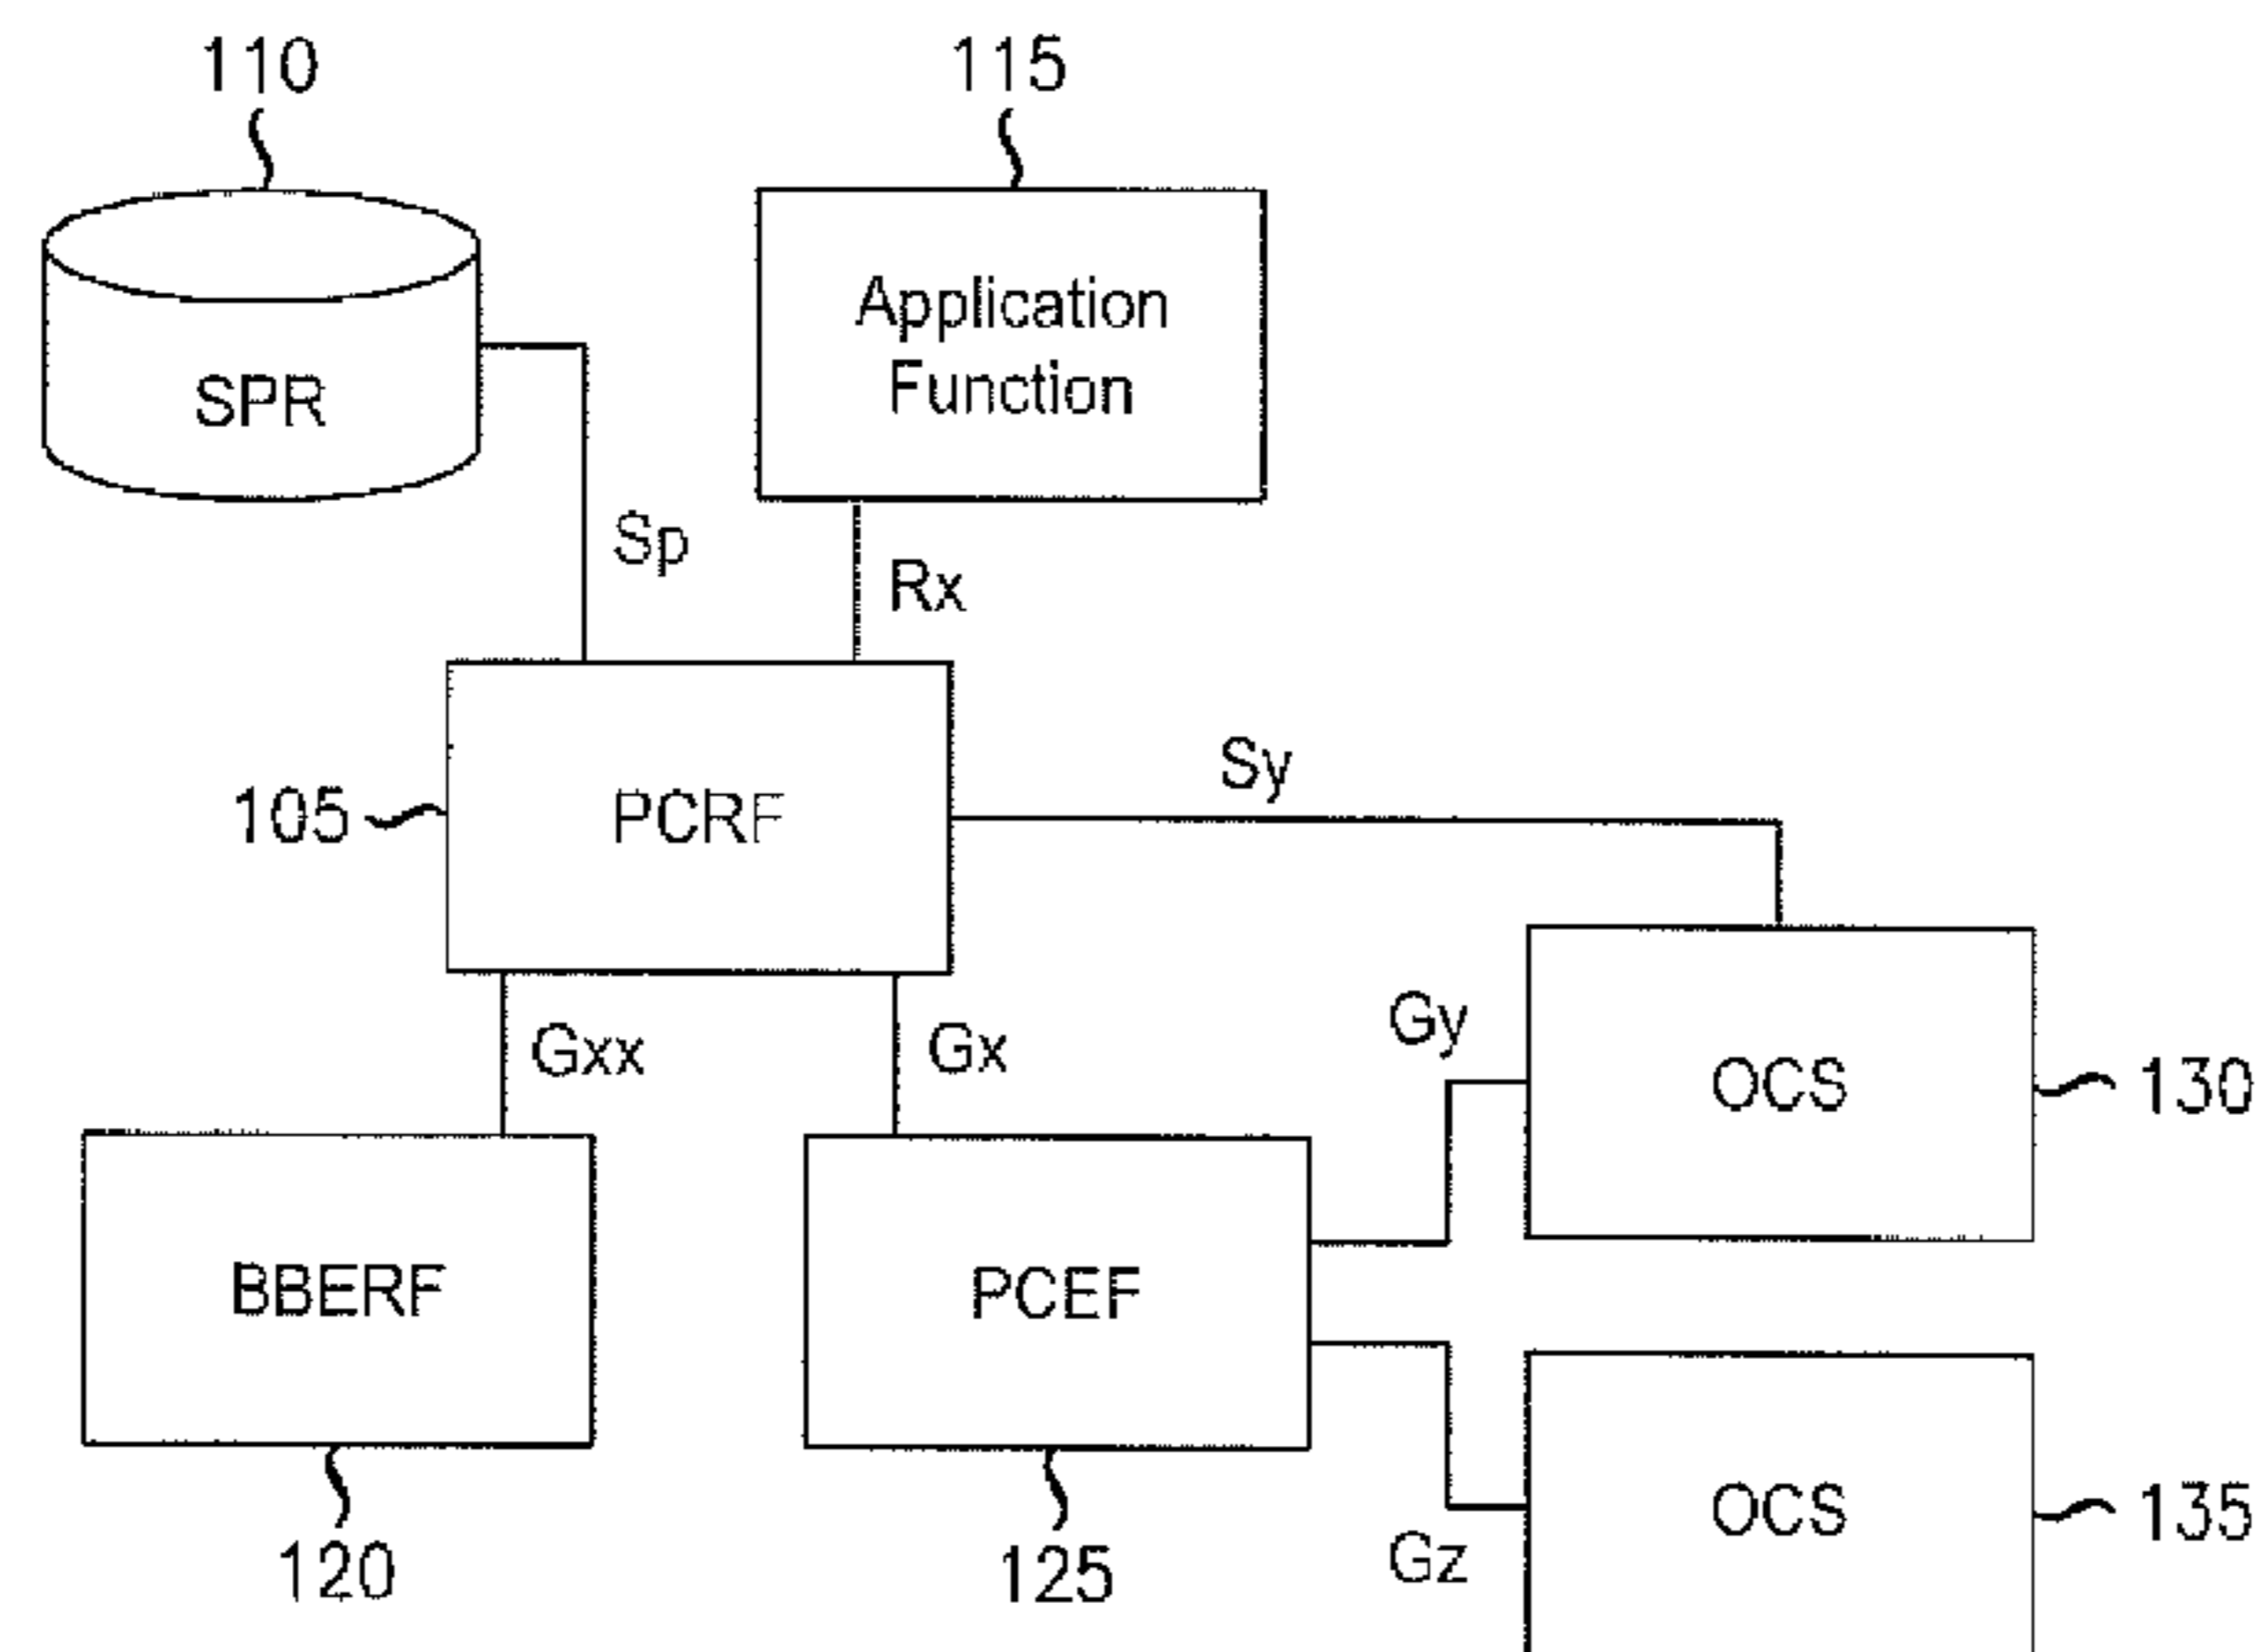 110
115
SPR
Application
Function
Sp
Rx
105
PCRF
Sy
Gxx
Gx
Gy
OCS
130
BBERF
PCEF
OCS
135
Gz
120
125